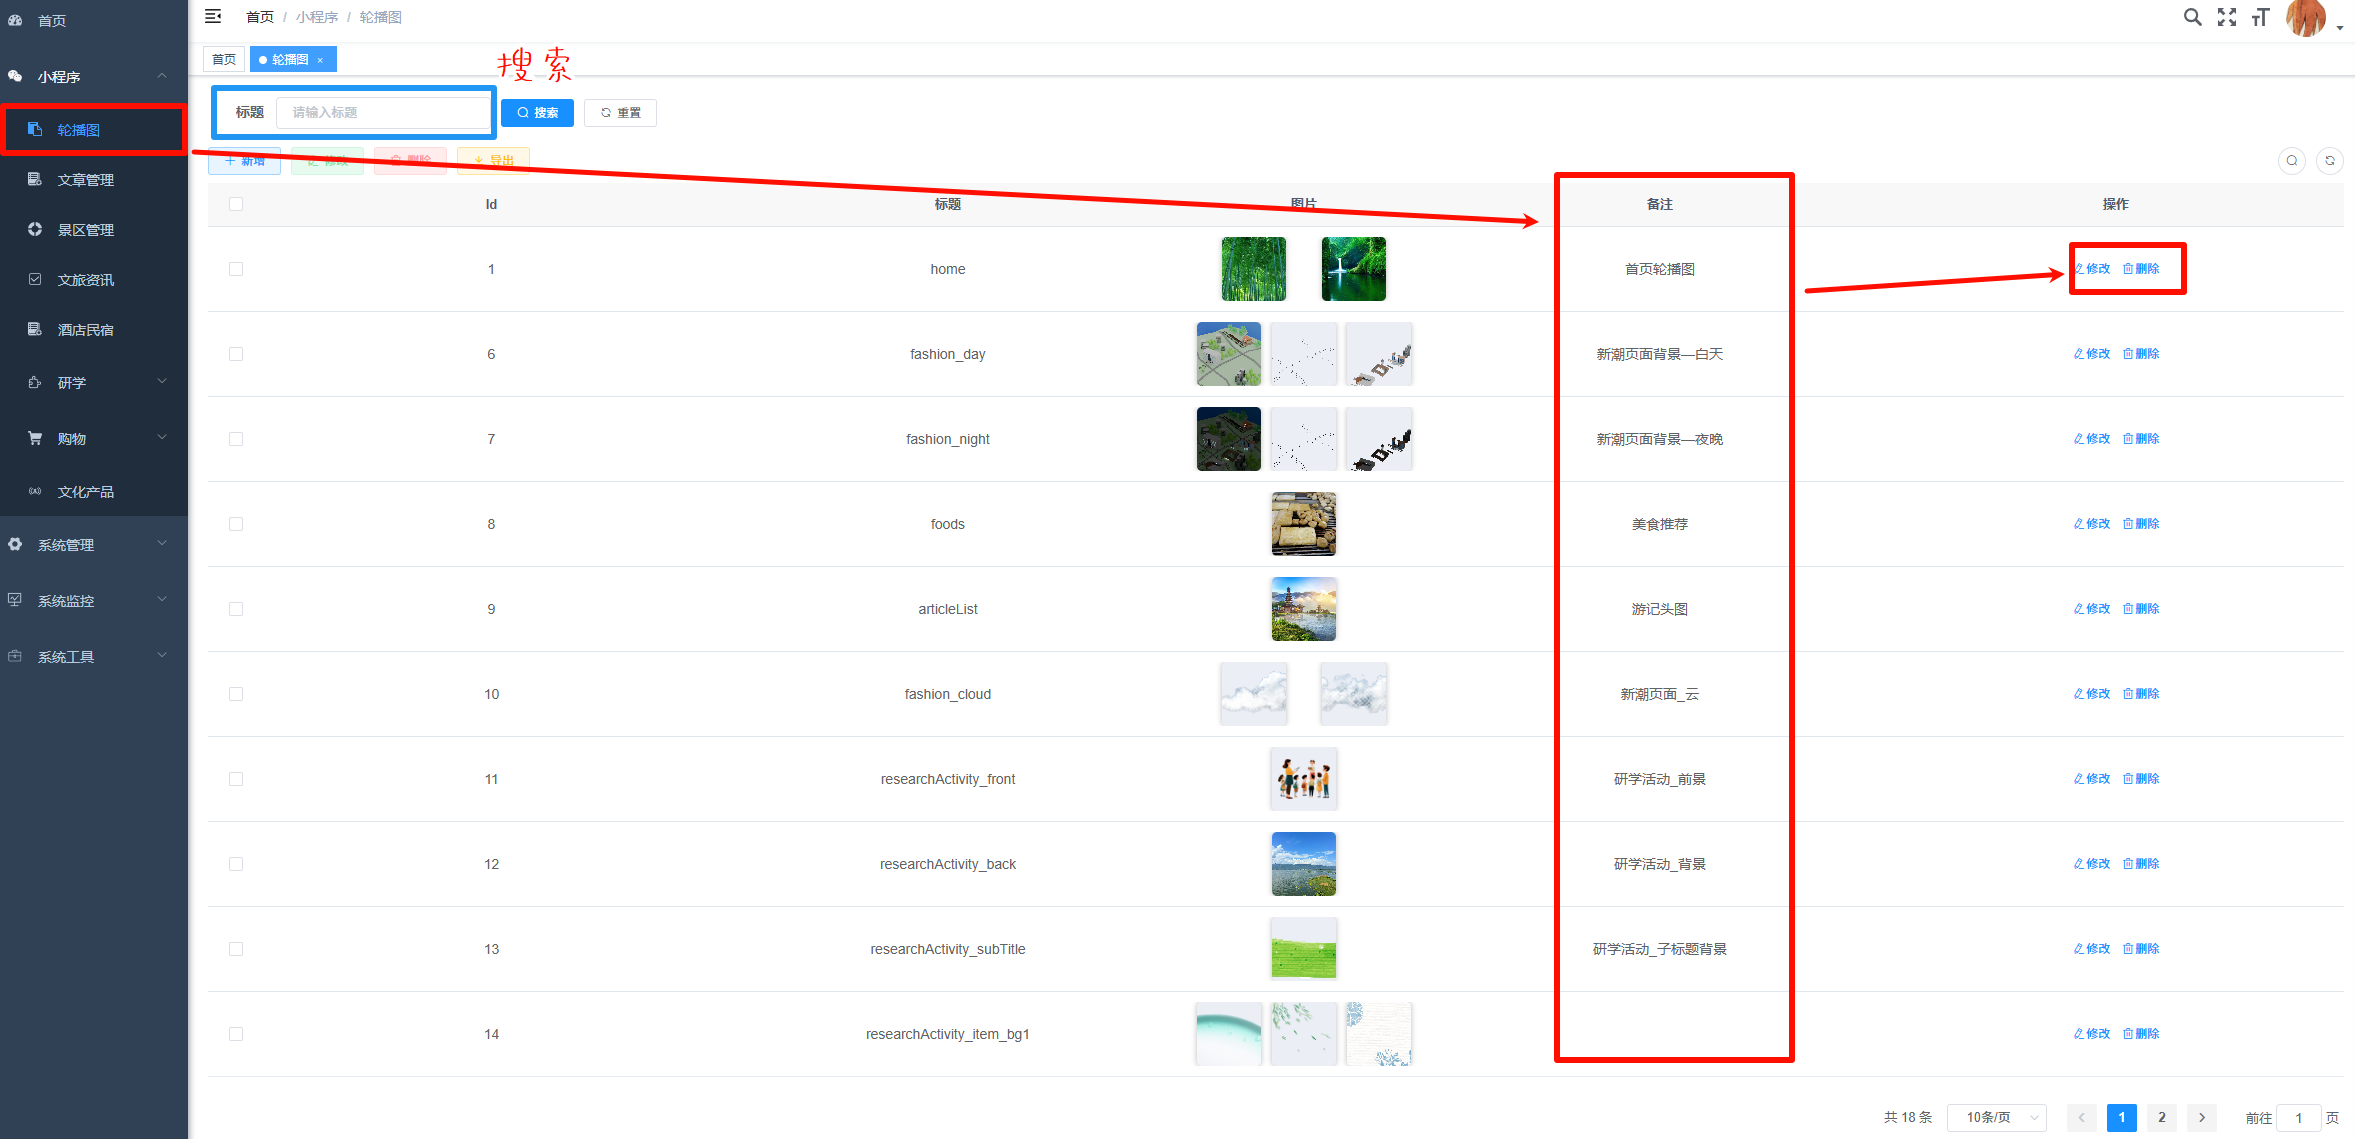 首页
小程序
轮播图
文章管理
景区管理
文旅资讯
酒店民宿
研学
购物
文化产品
系统管理
系统监控
系统工具
首页 / 小程序 / 轮播图
首页 轮播图 ×
搜索
标题 请输入标题 搜索 重置
新增 修改 删除 导出
Id 标题 图片 备注 操作
1 home 首页轮播图 修改 删除
6 fashion_day 新潮页面背景—白天 修改 删除
7 fashion_night 新潮页面背景—夜晚 修改 删除
8 foods 美食推荐 修改 删除
9 articleList 游记头图 修改 删除
10 fashion_cloud 新潮页面_云 修改 删除
11 researchActivity_front 研学活动_前景 修改 删除
12 researchActivity_back 研学活动_背景 修改 删除
13 researchActivity_subTitle 研学活动_子标题背景 修改 删除
14 researchActivity_item_bg1 修改 删除
共 18 条 10条/页 1 2 前往 1 页